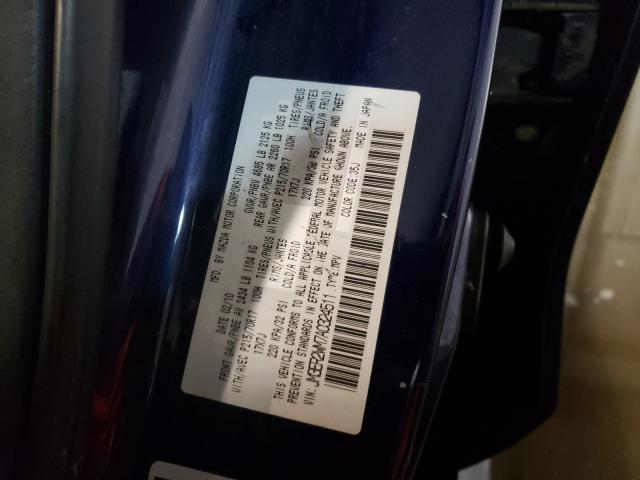 MFD. BY MAZDA MOTOR CORPORATION
DATE 02/10 GVWR/PNBV 4685 LB 2125 KG
FRONT GAWR/PNBE AV 2434 LB 1104 KG REAR GAWR/PNBE AR 2260 LB 1025 KG
WITH/AVEC P215/70R17 100H TIRES/PNEUS WITH/AVEC P215/70R17 100H TIRES/PNEUS
17X7J RIMS/JANTES 17X7J RIMS/JANTES
220 KPA/32 PSI COLD/A FROID 220 KPA/32 PSI COLD/A FROID
THIS VEHICLE CONFORMS TO ALL APPLICABLE FEDERAL MOTOR VEHICLE SAFETY AND THEFT
PREVENTION STANDARDS IN EFFECT ON THE DATE OF MANUFACTURE SHOWN ABOVE.
VIN: TYPE:MPV COLOR CODE:35J MADE IN JAPAN